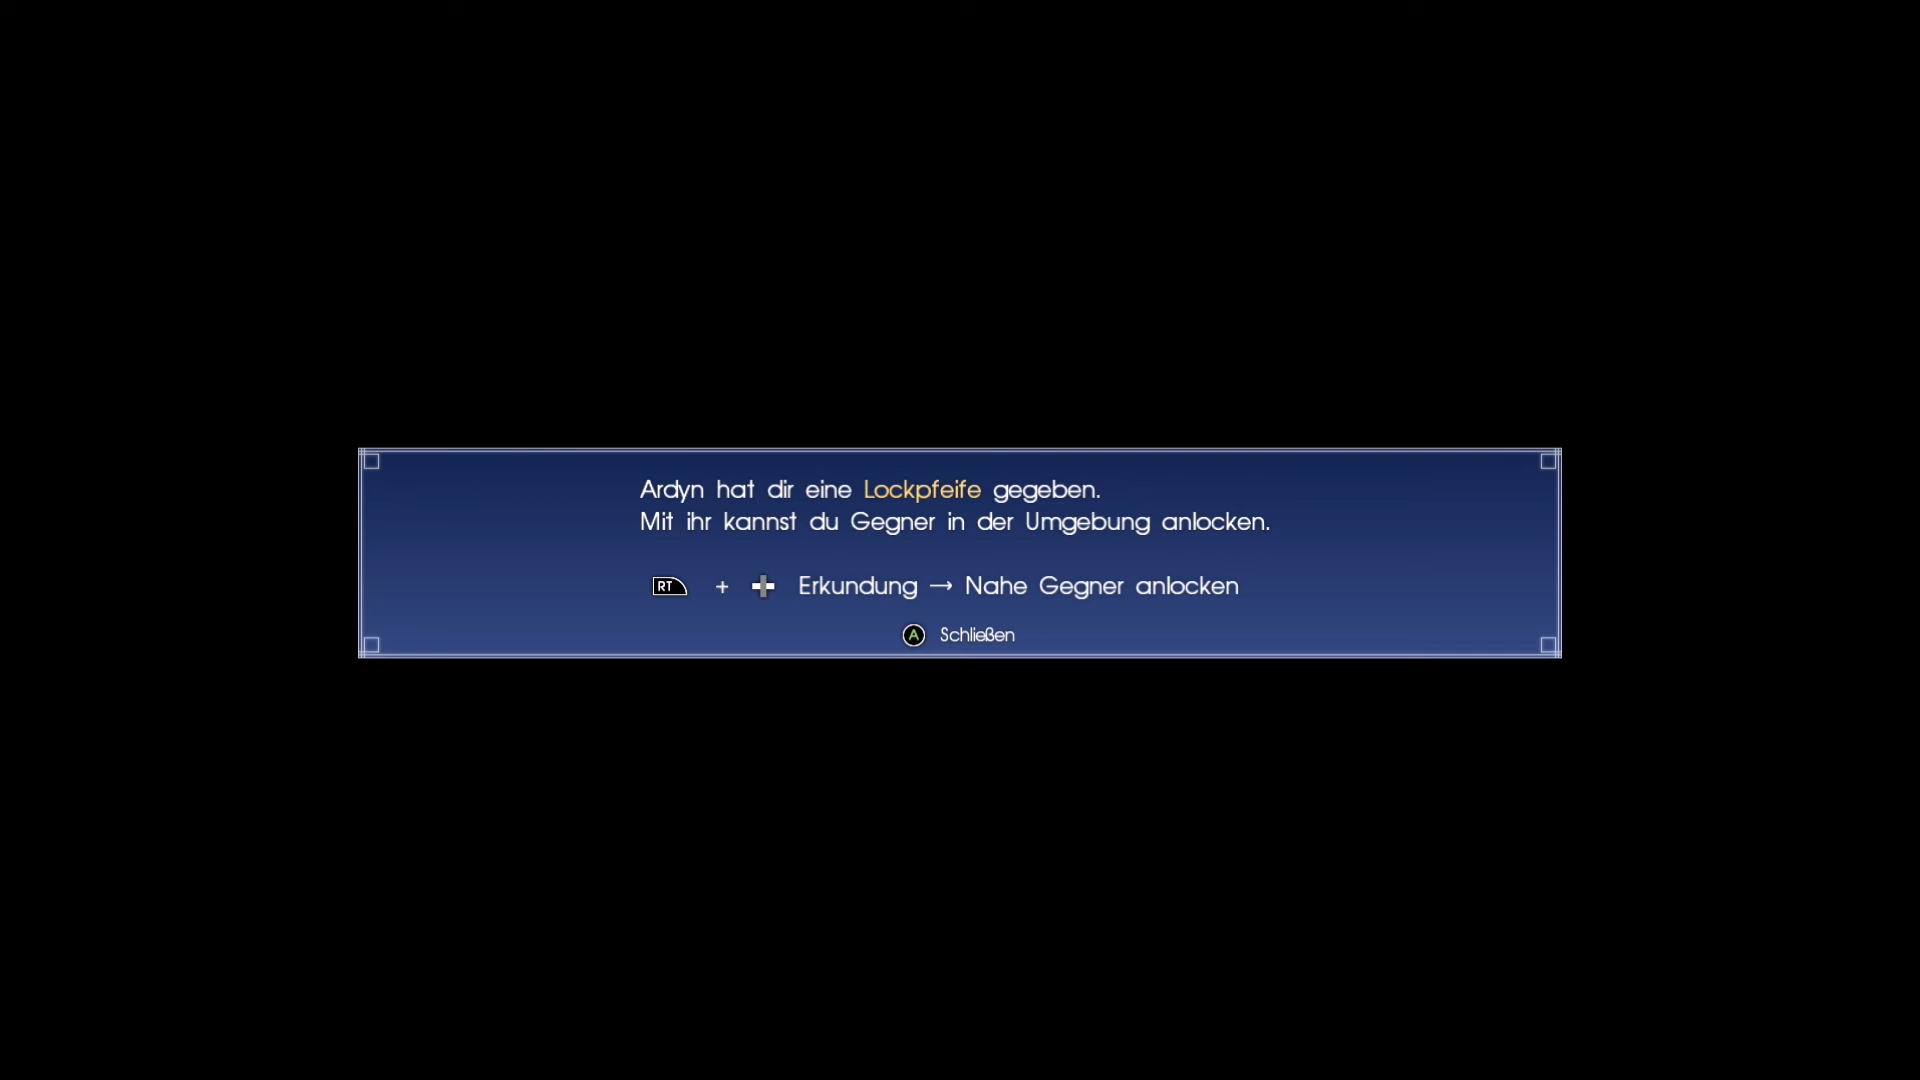 Ardyn hat dir eine Lockpfeife gegeben.
Mit ihr kannst du Gegner in der Umgebung anlocken.
RT + Erkundung → Nahe Gegner anlocken
A Schließen